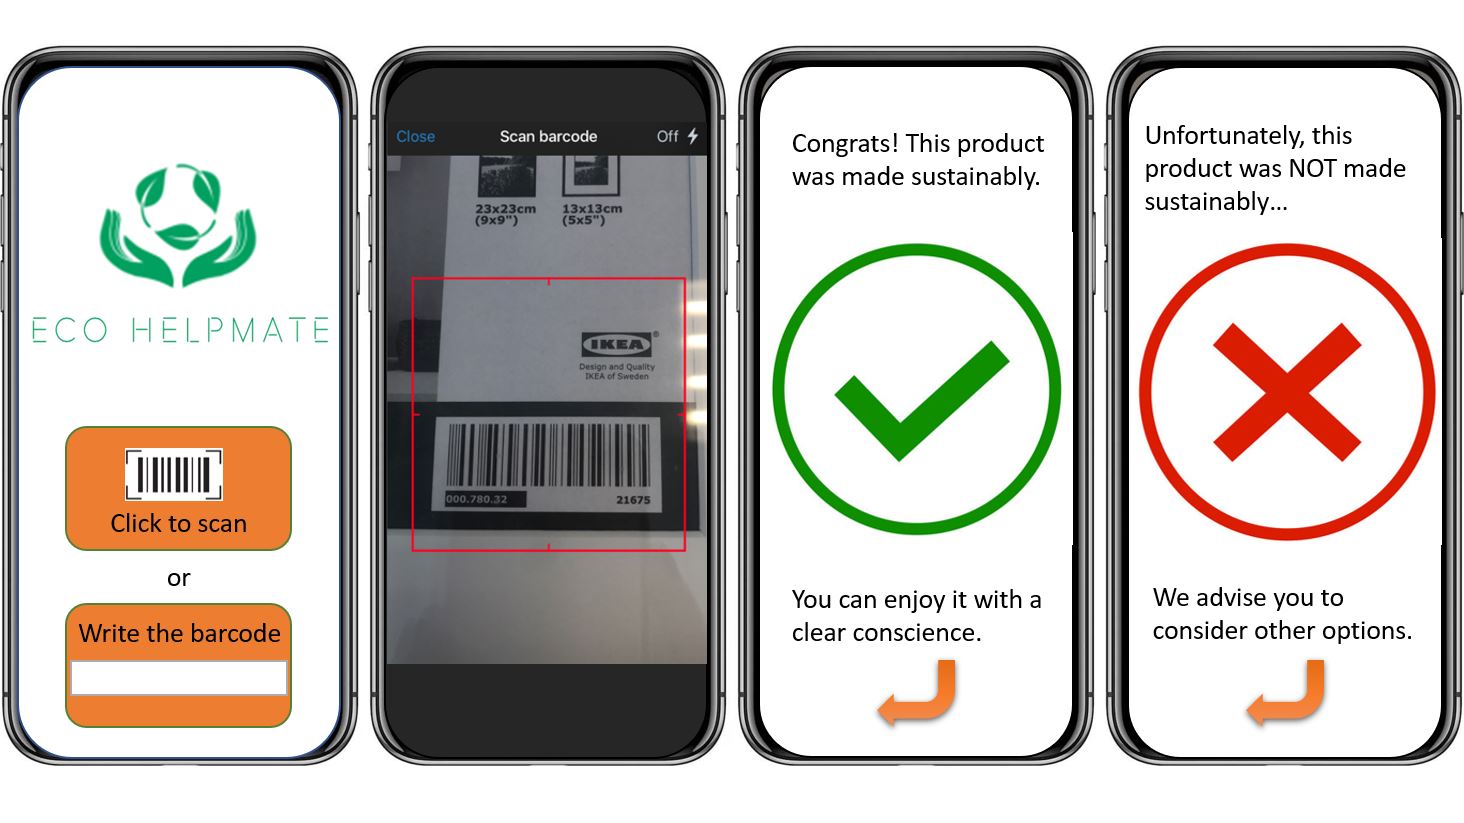 ECO HELPMATE
Click to scan
or
Write the barcode
Close
Scan barcode
Off
23x23cm
(9x9")
13x13cm
(5x5")
IKEA®
Design and Quality
IKEA of Sweden
000.780.32
21675
Congrats! This product
was made sustainably.
You can enjoy it with a
clear conscience.
Unfortunately, this
product was NOT made
sustainably...
We advise you to
consider other options.